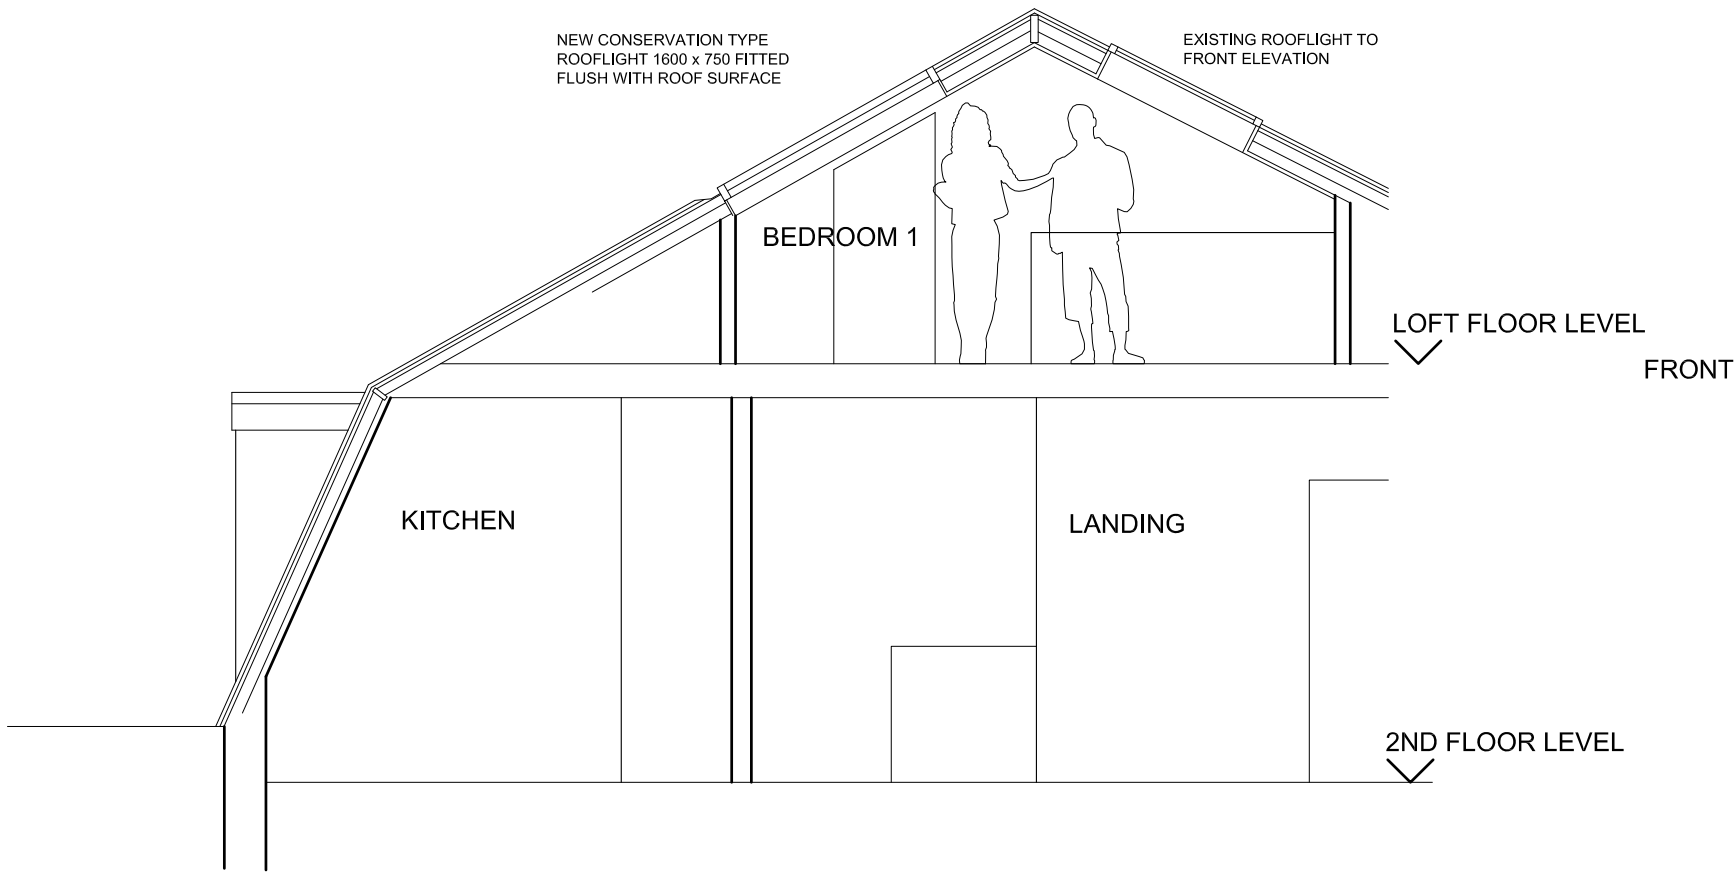 NEW CONSERVATION TYPE
ROOFLIGHT 1600 x 750 FITTED
FLUSH WITH ROOF SURFACE
EXISTING ROOFLIGHT TO
FRONT ELEVATION
BEDROOM 1
LOFT FLOOR LEVEL
FRONT
KITCHEN
LANDING
2ND FLOOR LEVEL